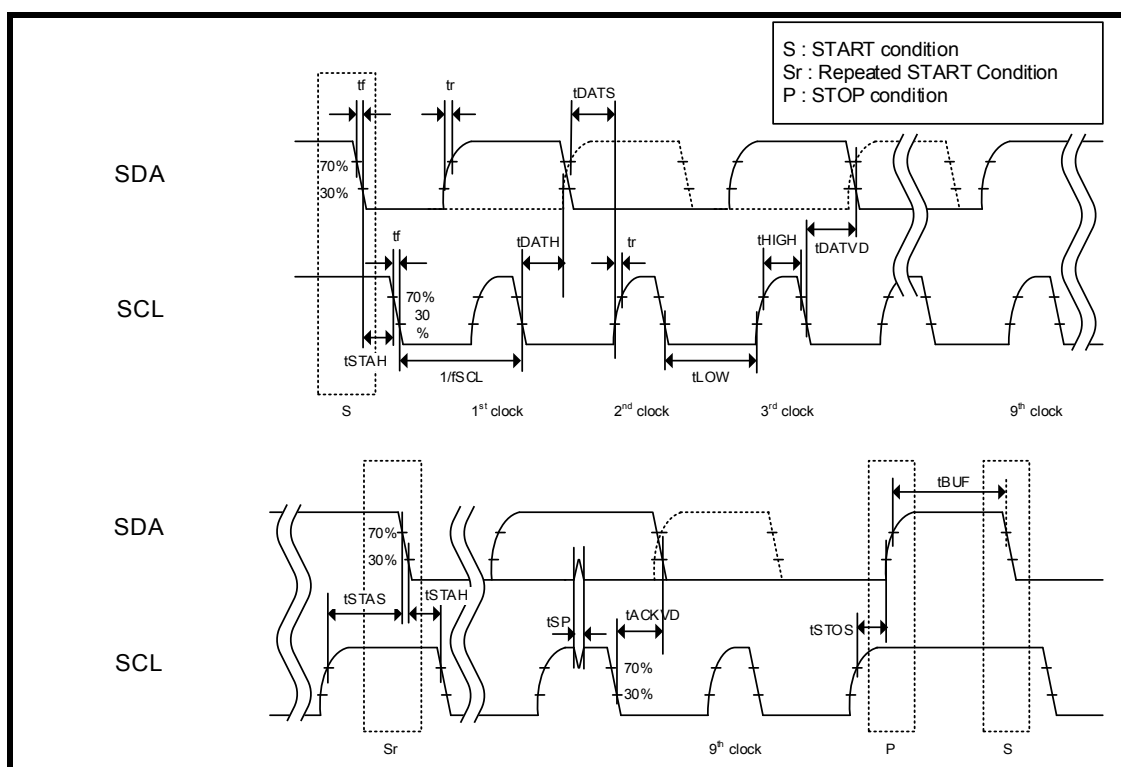 S : START condition
Sr : Repeated START Condition
P : STOP condition
tf
tr
tDATS
SDA
70%
30%
tf
tDATH
tr
tHIGH
tDATVD
SCL
70%
30
%
tSTAH
1/fSCL
tLOW
S
1st clock
2nd clock
3rd clock
9th clock
tBUF
SDA
70%
30%
tSTAS
tSTAH
tSP
tACKVD
tSTOS
SCL
70%
30%
Sr
9th clock
P
S